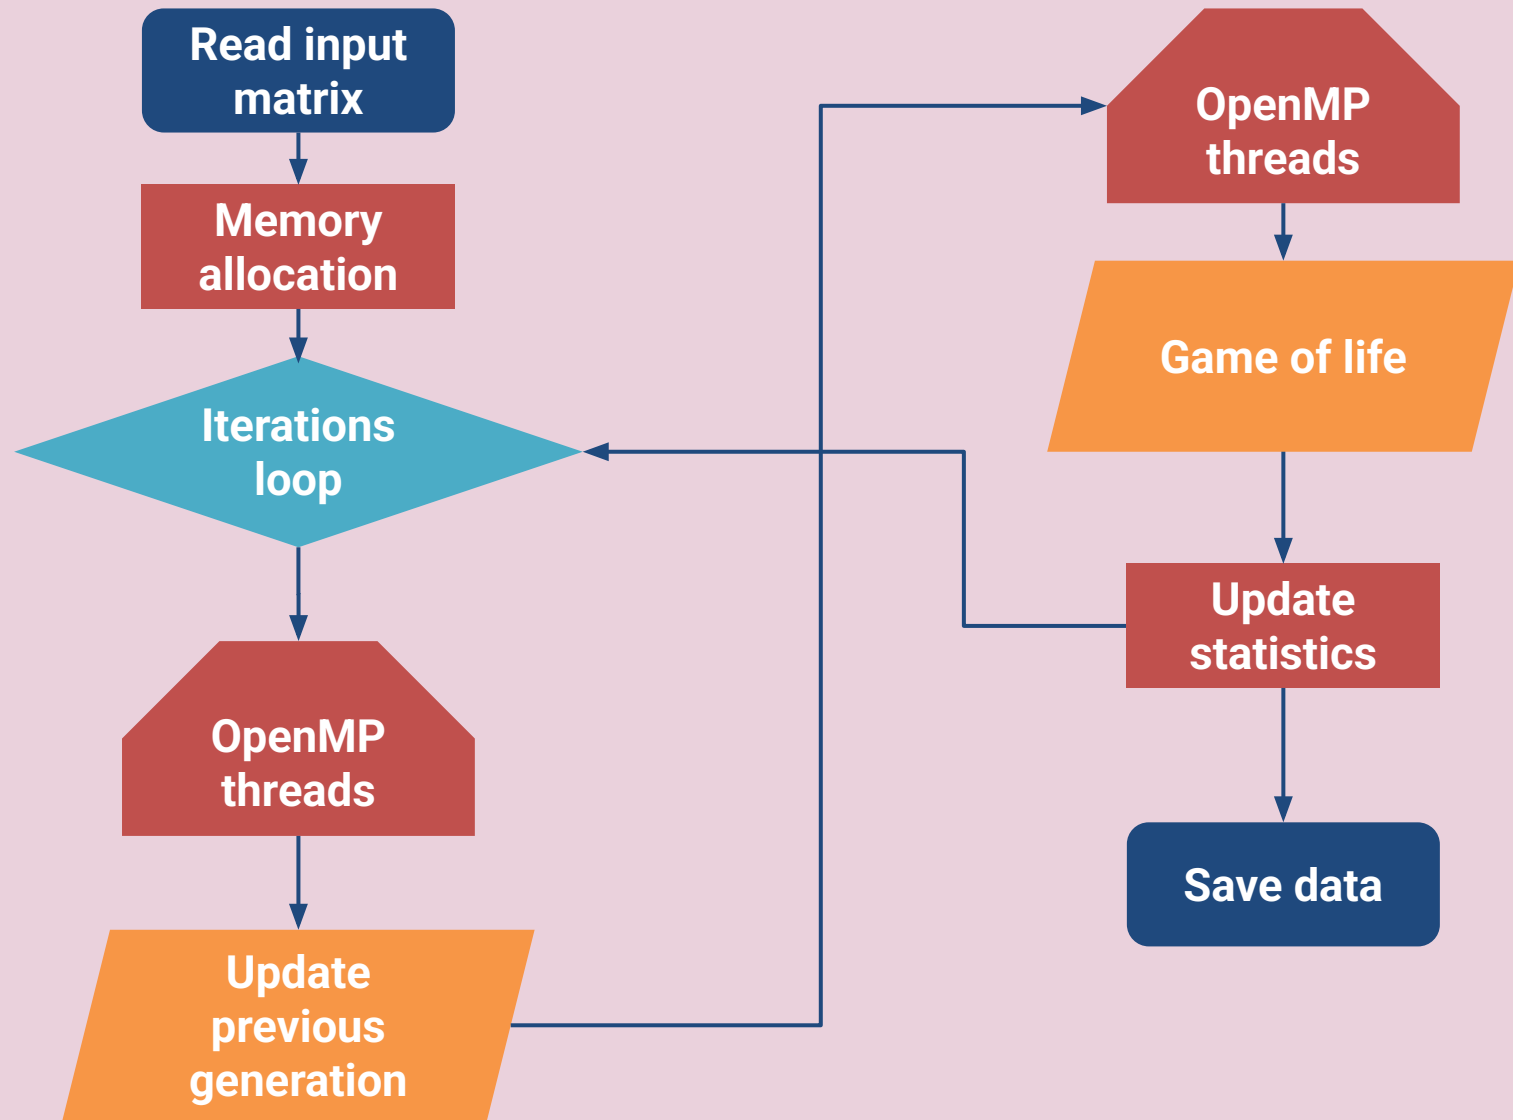 Read input
matrix
Memory
allocation
Iterations
loop
OpenMP
threads
Update
previous
generation
OpenMP
threads
Game of life
Update
statistics
Save data